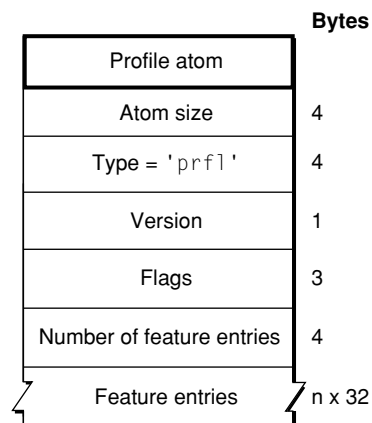 Bytes
Profile atom
Atom size 4
Type = 'prfl' 4
Version 1
Flags 3
Number of feature entries 4
Feature entries n x 32